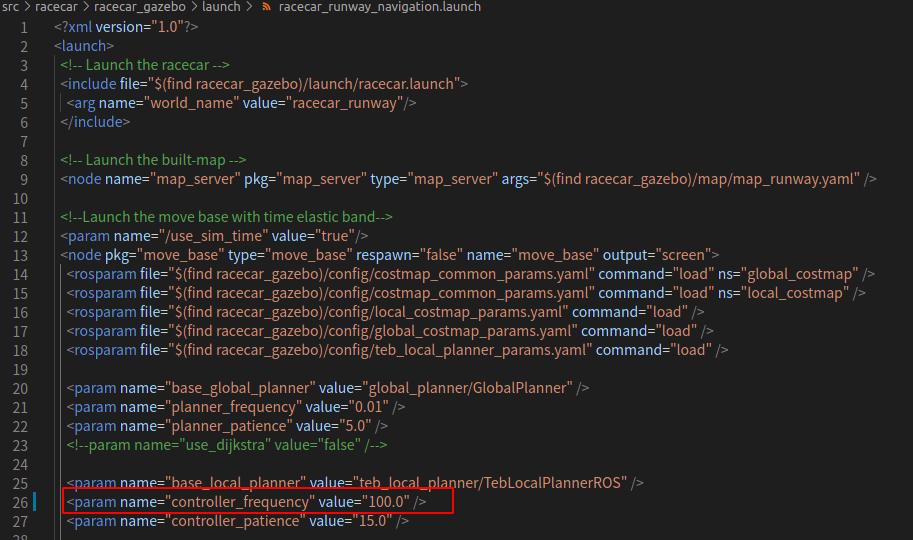 src > racecar > racecar_gazebo > launch > racecar_runway_navigation.launch
1 <?xml version="1.0"?>
2 <launch>
3 <!-- Launch the racecar -->
4 <include file="$(find racecar_gazebo)/launch/racecar.launch">
5 <arg name="world_name" value="racecar_runway"/>
6 </include>
7
8 <!-- Launch the built-map -->
9 <node name="map_server" pkg="map_server" type="map_server" args="$(find racecar_gazebo)/map/map_runway.yaml" />
10
11 <!--Launch the move base with time elastic band-->
12 <param name="/use_sim_time" value="true"/>
13 <node pkg="move_base" type="move_base" respawn="false" name="move_base" output="screen">
14 <rosparam file="$(find racecar_gazebo)/config/costmap_common_params.yaml" command="load" ns="global_costmap" />
15 <rosparam file="$(find racecar_gazebo)/config/costmap_common_params.yaml" command="load" ns="local_costmap" />
16 <rosparam file="$(find racecar_gazebo)/config/local_costmap_params.yaml" command="load" />
17 <rosparam file="$(find racecar_gazebo)/config/global_costmap_params.yaml" command="load" />
18 <rosparam file="$(find racecar_gazebo)/config/teb_local_planner_params.yaml" command="load" />
19
20 <param name="base_global_planner" value="global_planner/GlobalPlanner" />
21 <param name="planner_frequency" value="0.01" />
22 <param name="planner_patience" value="5.0" />
23 <!--param name="use_dijkstra" value="false" /-->
24
25 <param name="base_local_planner" value="teb_local_planner/TebLocalPlannerROS" />
26 <param name="controller_frequency" value="100.0" />
27 <param name="controller_patience" value="15.0" />